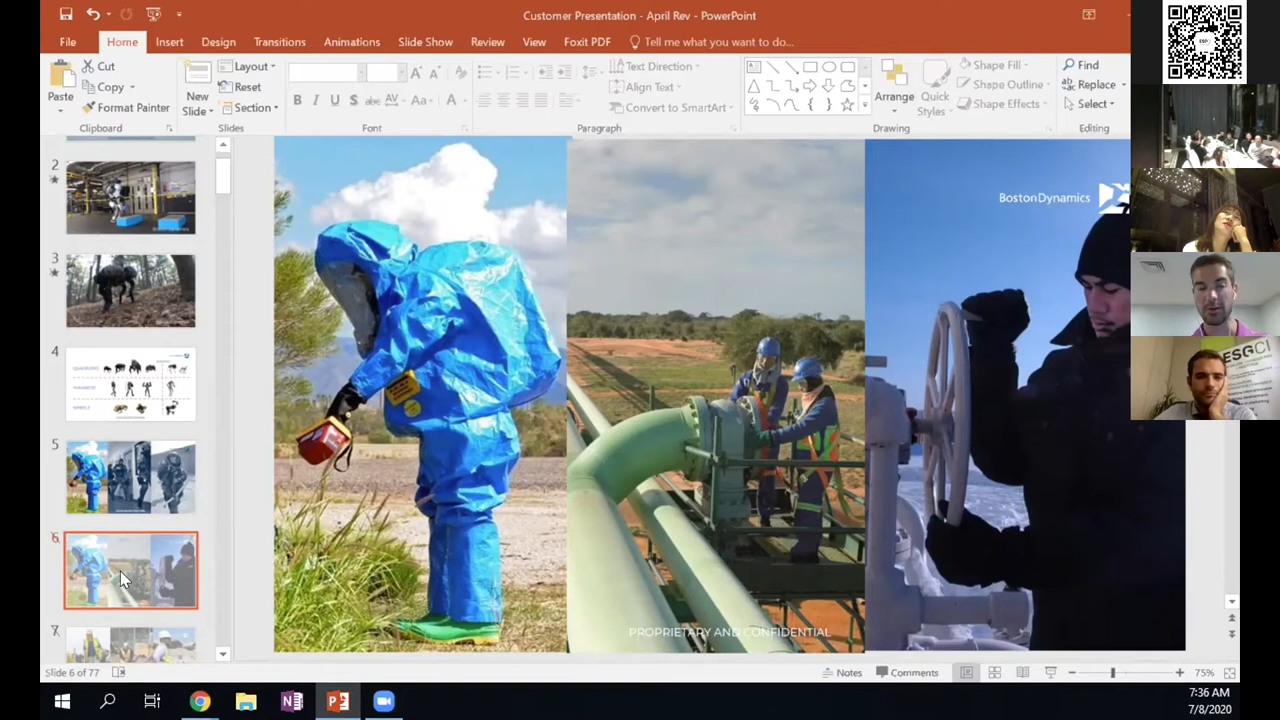 Customer Presentation - April Rev - PowerPoint
File Home Insert Design Transitions Animations Slide Show Review View Foxit PDF Tell me what you want to do...
Paste
Cut
Copy
Format Painter
Clipboard
New Slide
Layout
Reset
Section
Slides
B I U S abc AV Aa A
Font
Text Direction
Align Text
Convert to SmartArt
Paragraph
Arrange
Quick Styles
Shape Fill
Shape Outline
Shape Effects
Drawing
Find
Replace
Select
Editing
2
3
4
5
6
7
BostonDynamics
PROPRIETARY AND CONFIDENTIAL
ESGCI
Slide 6 of 77
Notes
Comments
75%
7:36 AM
7/8/2020